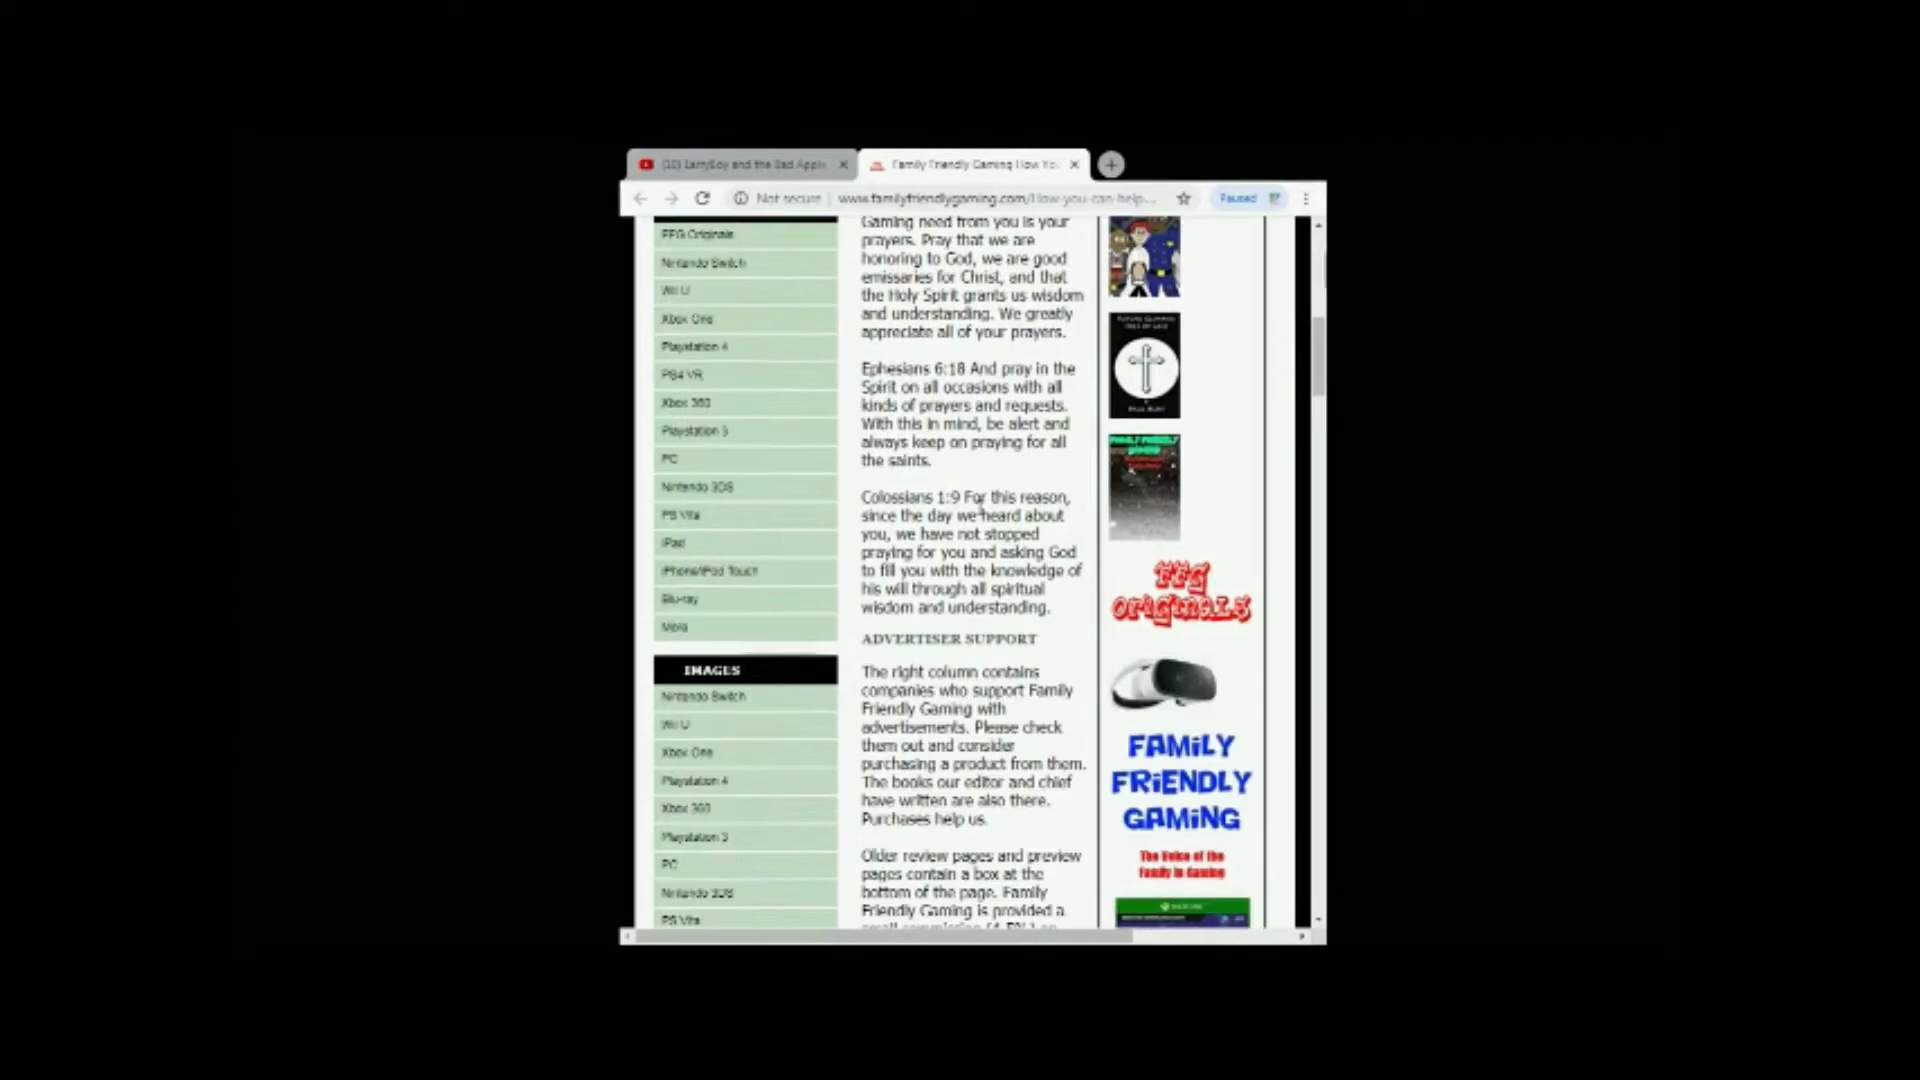 (10) LarryBoy and the Bad Apple
Family Friendly Gaming How Yo
Not secure | www.familyfriendlygaming.com/How-you-can-help...
Paused
FFG Originals
Nintendo Switch
Wii U
Xbox One
Playstation 4
PS4 VR
Xbox 360
Playstation 3
PC
Nintendo 3DS
PS Vita
iPad
iPhone/iPod Touch
Blu-ray
More
IMAGES
Nintendo Switch
Wii U
Xbox One
Playstation 4
Xbox 360
Playstation 3
PC
Nintendo 3DS
PS Vita
Gaming need from you is your
prayers. Pray that we are
honoring to God, we are good
emissaries for Christ, and that
the Holy Spirit grants us wisdom
and understanding. We greatly
appreciate all of your prayers.
Ephesians 6:18 And pray in the
Spirit on all occasions with all
kinds of prayers and requests.
With this in mind, be alert and
always keep on praying for all
the saints.
Colossians 1:9 For this reason,
since the day we heard about
you, we have not stopped
praying for you and asking God
to fill you with the knowledge of
his will through all spiritual
wisdom and understanding.
ADVERTISER SUPPORT
The right column contains
companies who support Family
Friendly Gaming with
advertisements. Please check
them out and consider
purchasing a product from them.
The books our editor and chief
have written are also there.
Purchases help us.
Older review pages and preview
pages contain a box at the
bottom of the page. Family
Friendly Gaming is provided a
FFG
ORiGiNALS
FAMiLY
FRiENDLY
GAMiNG
The Voice of the
Family in Gaming